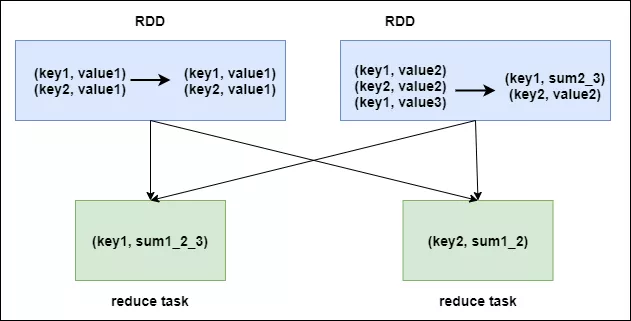 RDD
RDD
(key1, value1)
(key2, value1)
(key1, value1)
(key2, value1)
(key1, value2)
(key2, value2)
(key1, value3)
(key1, sum2_3)
(key2, value2)
(key1, sum1_2_3)
(key2, sum1_2)
reduce task
reduce task